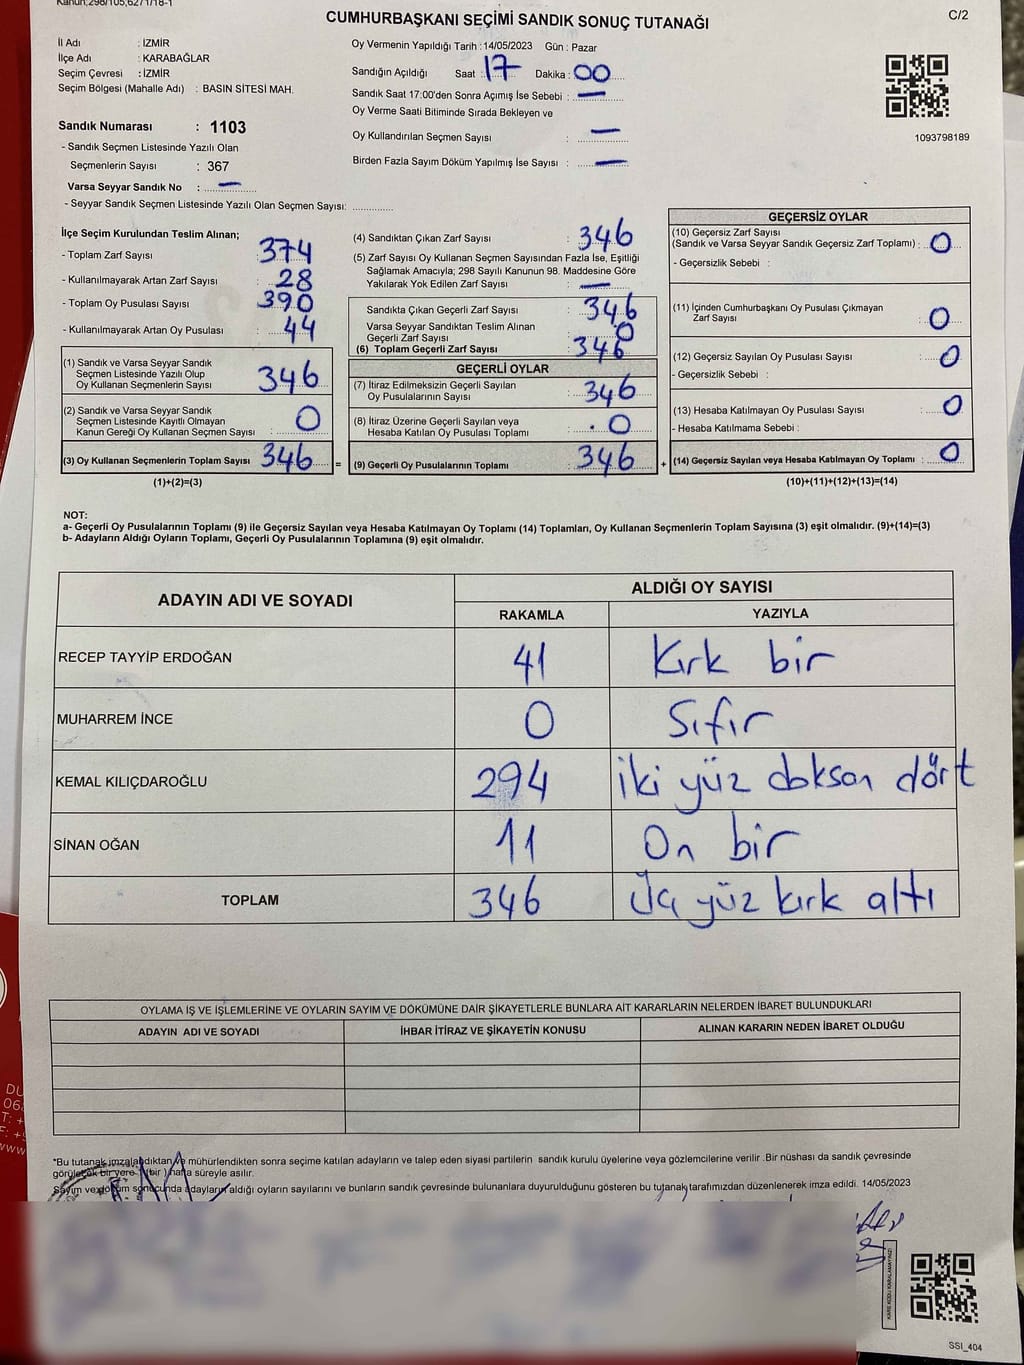 Kanun;298/105,6271/18-1
CUMHURBAŞKANI SEÇİMİ SANDIK SONUÇ TUTANAĞI
C/2
İl Adı : İZMİR
İlçe Adı : KARABAĞLAR
Seçim Çevresi : İZMİR
Seçim Bölgesi (Mahalle Adı) : BASIN SİTESİ MAH.
Sandık Numarası : 1103
- Sandık Seçmen Listesinde Yazılı Olan
Seçmenlerin Sayısı : 367
Varsa Seyyar Sandık No : —
- Seyyar Sandık Seçmen Listesinde Yazılı Olan Seçmen Sayısı: ..............
Oy Vermenin Yapıldığı Tarih : 14/05/2023 Gün : Pazar
Sandığın Açıldığı Saat : 17 Dakika : 00
Sandık Saat 17:00'den Sonra Açımış İse Sebebi : —
Oy Verme Saati Bitiminde Sırada Bekleyen ve
Oy Kullandırılan Seçmen Sayısı : —
Birden Fazla Sayım Döküm Yapılmış İse Sayısı : —
1093798189
İlçe Seçim Kurulundan Teslim Alınan;
- Toplam Zarf Sayısı : 374
- Kullanılmayarak Artan Zarf Sayısı : 28
- Toplam Oy Pusulası Sayısı : 390
- Kullanılmayarak Artan Oy Pusulası : 44
(1) Sandık ve Varsa Seyyar Sandık
Seçmen Listesinde Yazılı Olup
Oy Kullanan Seçmenlerin Sayısı : 346
(2) Sandık ve Varsa Seyyar Sandık
Seçmen Listesinde Kayıtlı Olmayan
Kanun Gereği Oy Kullanan Seçmen Sayısı : 0
(3) Oy Kullanan Seçmenlerin Toplam Sayısı 346 =
(1)+(2)=(3)
(4) Sandıktan Çıkan Zarf Sayısı : 346
(5) Zarf Sayısı Oy Kullanan Seçmen Sayısından Fazla İse, Eşitliği
Sağlamak Amacıyla; 298 Sayılı Kanunun 98. Maddesine Göre
Yakılarak Yok Edilen Zarf Sayısı : —
Sandıkta Çıkan Geçerli Zarf Sayısı : 346
Varsa Seyyar Sandıktan Teslim Alınan
Geçerli Zarf Sayısı : 0
(6) Toplam Geçerli Zarf Sayısı : 346
GEÇERLİ OYLAR
(7) İtiraz Edilmeksizin Geçerli Sayılan
Oy Pusulalarının Sayısı : 346
(8) İtiraz Üzerine Geçerli Sayılan veya
Hesaba Katılan Oy Pusulası Toplamı : 0
(9) Geçerli Oy Pusulalarının Toplamı : 346 +
GEÇERSİZ OYLAR
(10) Geçersiz Zarf Sayısı
(Sandık ve Varsa Seyyar Sandık Geçersiz Zarf Toplamı) : 0
- Geçersizlik Sebebi :
(11) İçinden Cumhurbaşkanı Oy Pusulası Çıkmayan
Zarf Sayısı : 0
(12) Geçersiz Sayılan Oy Pusulası Sayısı : 0
- Geçersizlik Sebebi :
(13) Hesaba Katılmayan Oy Pusulası Sayısı : 0
- Hesaba Katılmama Sebebi :
(14) Geçersiz Sayılan veya Hesaba Katılmayan Oy Toplamı : 0
(10)+(11)+(12)+(13)=(14)
NOT:
a- Geçerli Oy Pusulalarının Toplamı (9) ile Geçersiz Sayılan veya Hesaba Katılmayan Oy Toplamı (14) Toplamları, Oy Kullanan Seçmenlerin Toplam Sayısına (3) eşit olmalıdır. (9)+(14)=(3)
b- Adayların Aldığı Oyların Toplamı, Geçerli Oy Pusulalarının Toplamına (9) eşit olmalıdır.
ADAYIN ADI VE SOYADI
ALDIĞI OY SAYISI
RAKAMLA YAZIYLA
RECEP TAYYİP ERDOĞAN 41 Kırk bir
MUHARREM İNCE 0 Sıfır
KEMAL KILIÇDAROĞLU 294 iki yüz doksan dört
SİNAN OĞAN 11 On bir
TOPLAM 346 Üç yüz kırk altı
OYLAMA İŞ VE İŞLEMLERİNE VE OYLARIN SAYIM VE DÖKÜMÜNE DAİR ŞİKAYETLERLE BUNLARA AİT KARARLARIN NELERDEN İBARET BULUNDUKLARI
ADAYIN ADI VE SOYADI İHBAR İTİRAZ VE ŞİKAYETİN KONUSU ALINAN KARARIN NEDEN İBARET OLDUĞU
*Bu tutanak imzalandıktan ve mühürlendikten sonra seçime katılan adayların ve talep eden siyasi partilerin sandık kurulu üyelerine veya gözlemcilerine verilir .Bir nüshası da sandık çevresinde
görülecek bir yere 1(bir ) hafta süreyle asılır.
Sayım ve döküm sonucunda adayların aldığı oyların sayılarını ve bunların sandık çevresinde bulunanlara duyurulduğunu gösteren bu tutanak tarafımızdan düzenlenerek imza edildi. 14/05/2023
KARE KODU KARALAMAYINIZ!
SSI_404
DU
06
T: +
F: +
www